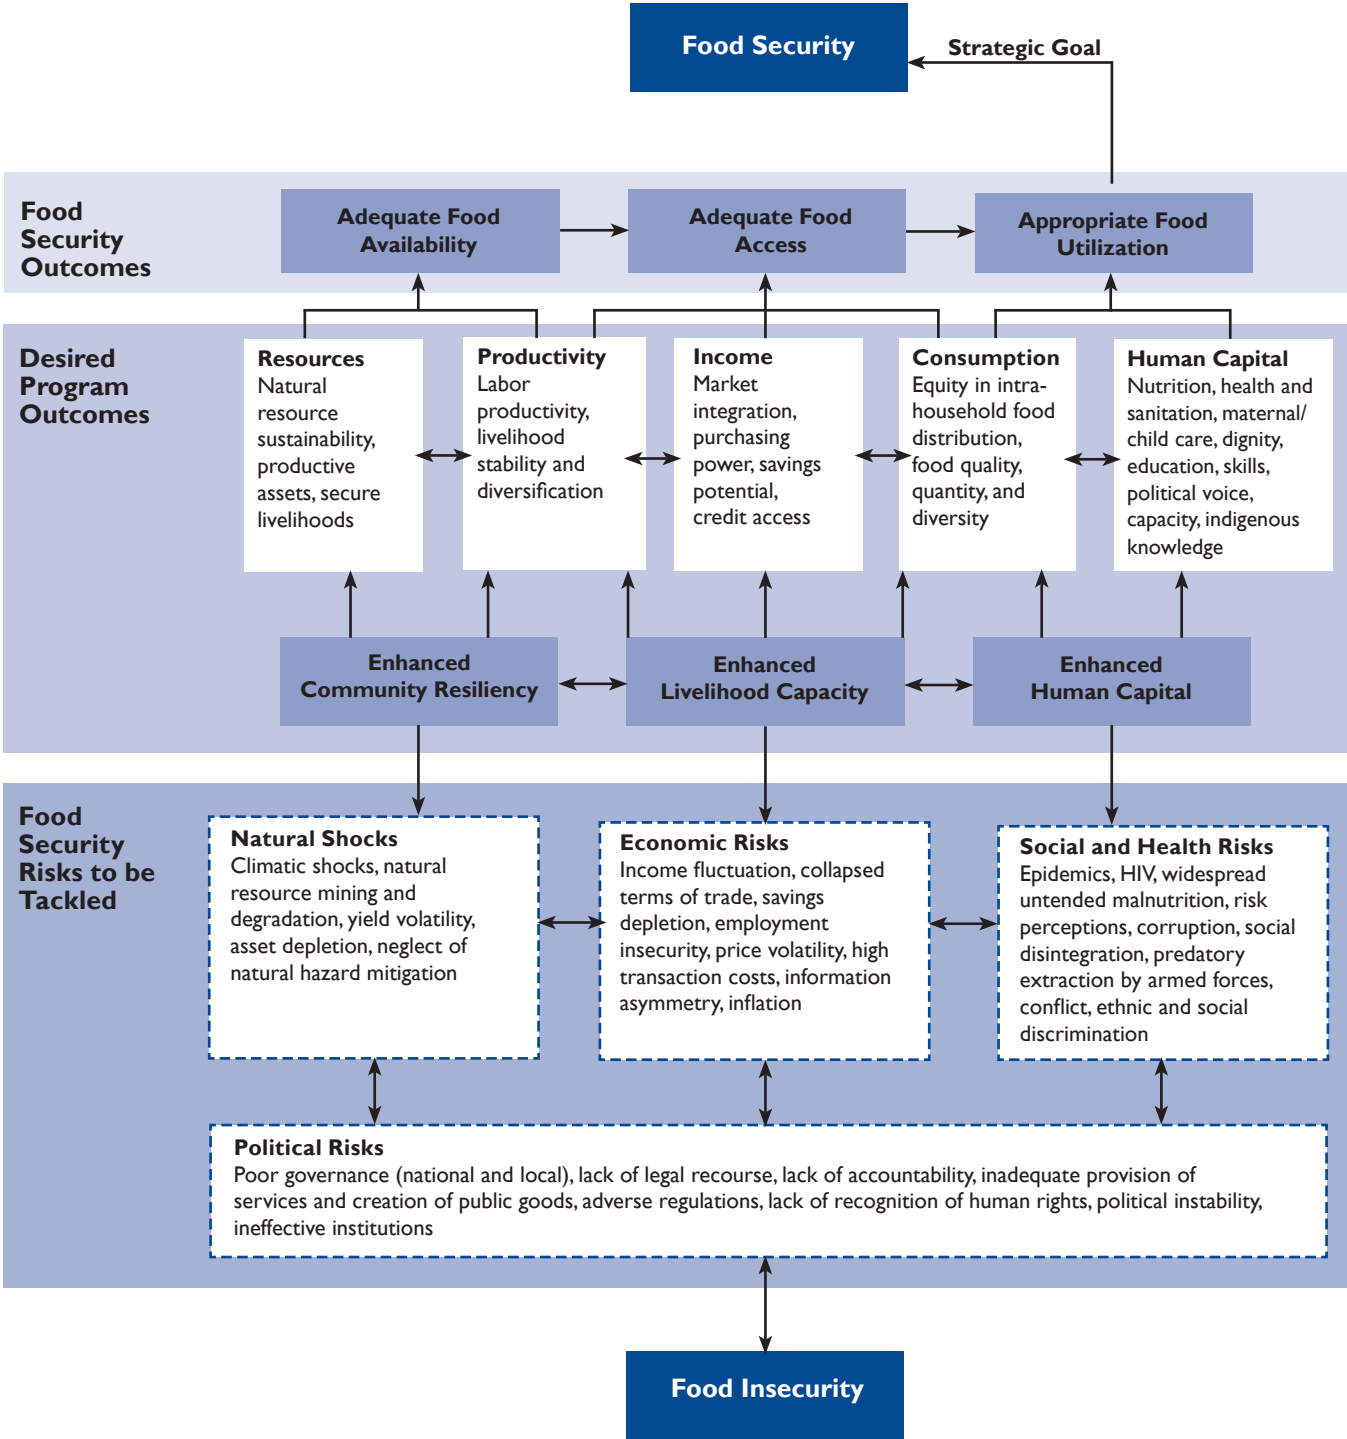 Food Security
Strategic Goal
Food
Security
Outcomes
Adequate Food
Availability
Adequate Food
Access
Appropriate Food
Utilization
Desired
Program
Outcomes
Resources
Natural
resource
sustainability,
productive
assets, secure
livelihoods
Productivity
Labor
productivity,
livelihood
stability and
diversification
Income
Market
integration,
purchasing
power, savings
potential,
credit access
Consumption
Equity in intra-
household food
distribution,
food quality,
quantity, and
diversity
Human Capital
Nutrition, health and
sanitation, maternal/
child care, dignity,
education, skills,
political voice,
capacity, indigenous
knowledge
Enhanced
Community Resiliency
Enhanced
Livelihood Capacity
Enhanced
Human Capital
Food
Security
Risks to be
Tackled
Natural Shocks
Climatic shocks, natural
resource mining and
degradation, yield volatility,
asset depletion, neglect of
natural hazard mitigation
Economic Risks
Income fluctuation, collapsed
terms of trade, savings
depletion, employment
insecurity, price volatility, high
transaction costs, information
asymmetry, inflation
Social and Health Risks
Epidemics, HIV, widespread
untended malnutrition, risk
perceptions, corruption, social
disintegration, predatory
extraction by armed forces,
conflict, ethnic and social
discrimination
Political Risks
Poor governance (national and local), lack of legal recourse, lack of accountability, inadequate provision of
services and creation of public goods, adverse regulations, lack of recognition of human rights, political instability,
ineffective institutions
Food Insecurity